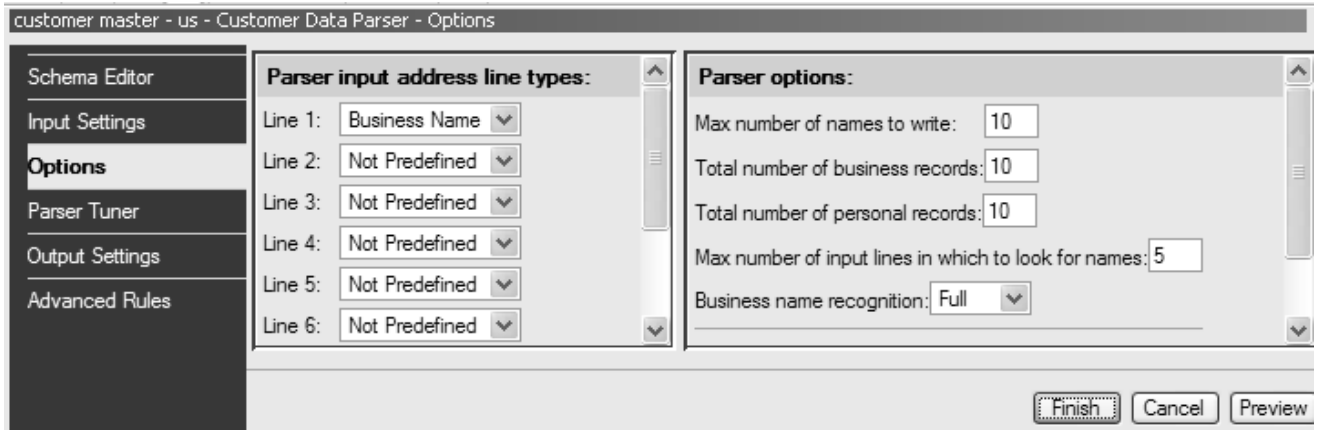 customer master - us - Customer Data Parser - Options
Schema Editor
Input Settings
Options
Parser Tuner
Output Settings
Advanced Rules
Parser input address line types:
Line 1: Business Name
Line 2: Not Predefined
Line 3: Not Predefined
Line 4: Not Predefined
Line 5: Not Predefined
Line 6: Not Predefined
Parser options:
Max number of names to write: 10
Total number of business records: 10
Total number of personal records: 10
Max number of input lines in which to look for names: 5
Business name recognition: Full
Finish Cancel Preview